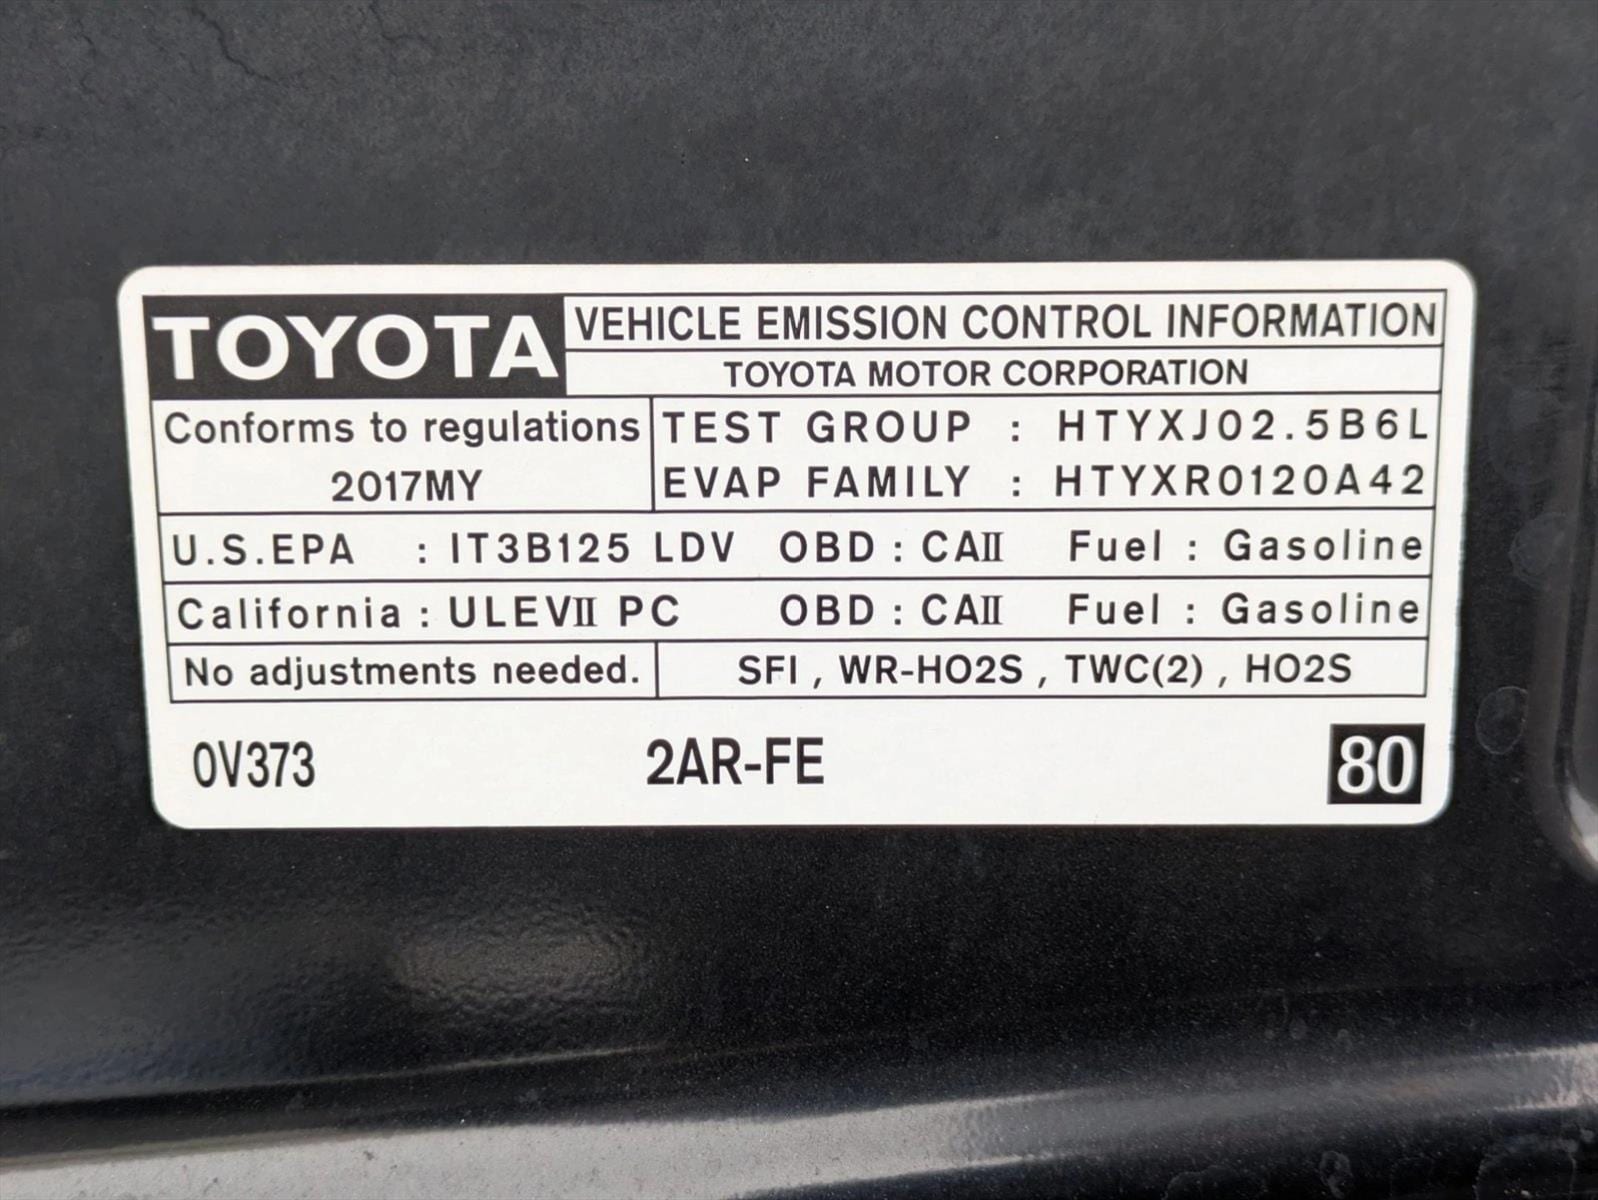 TOYOTA
VEHICLE EMISSION CONTROL INFORMATION
TOYOTA MOTOR CORPORATION
Conforms to regulations
2017MY
TEST GROUP : HTYXJ02.5B6L
EVAP FAMILY : HTYXR0120A42
U.S.EPA : IT3B125 LDV OBD : CAII Fuel : Gasoline
California : ULEVII PC OBD : CAII Fuel : Gasoline
No adjustments needed. SFI , WR-HO2S , TWC(2) , HO2S
0V373 2AR-FE 80